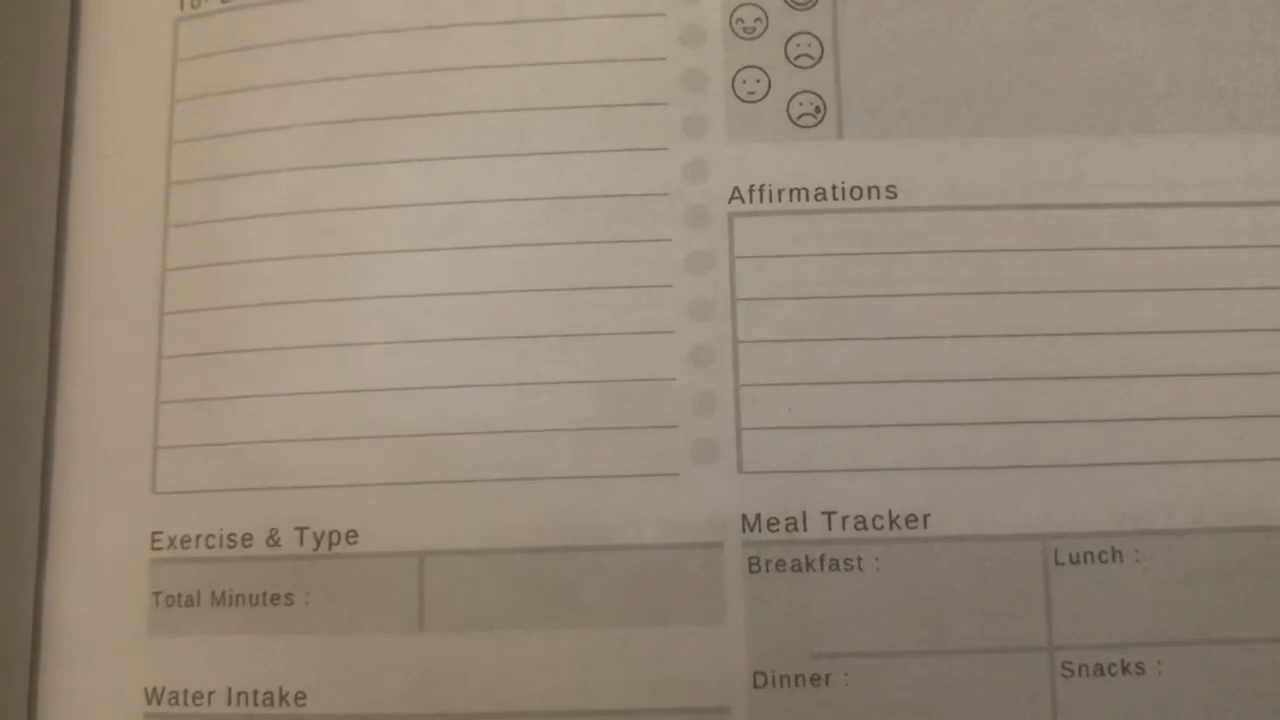 Affirmations
Exercise & Type
Total Minutes :
Water Intake
Meal Tracker
Breakfast :
Lunch :
Dinner :
Snacks :